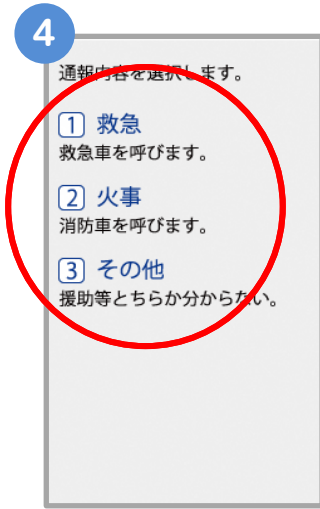 4
通報内容を選択します。
1 救急
救急車を呼びます。
2 火事
消防車を呼びます。
3 その他
援助等とちらか分からない。